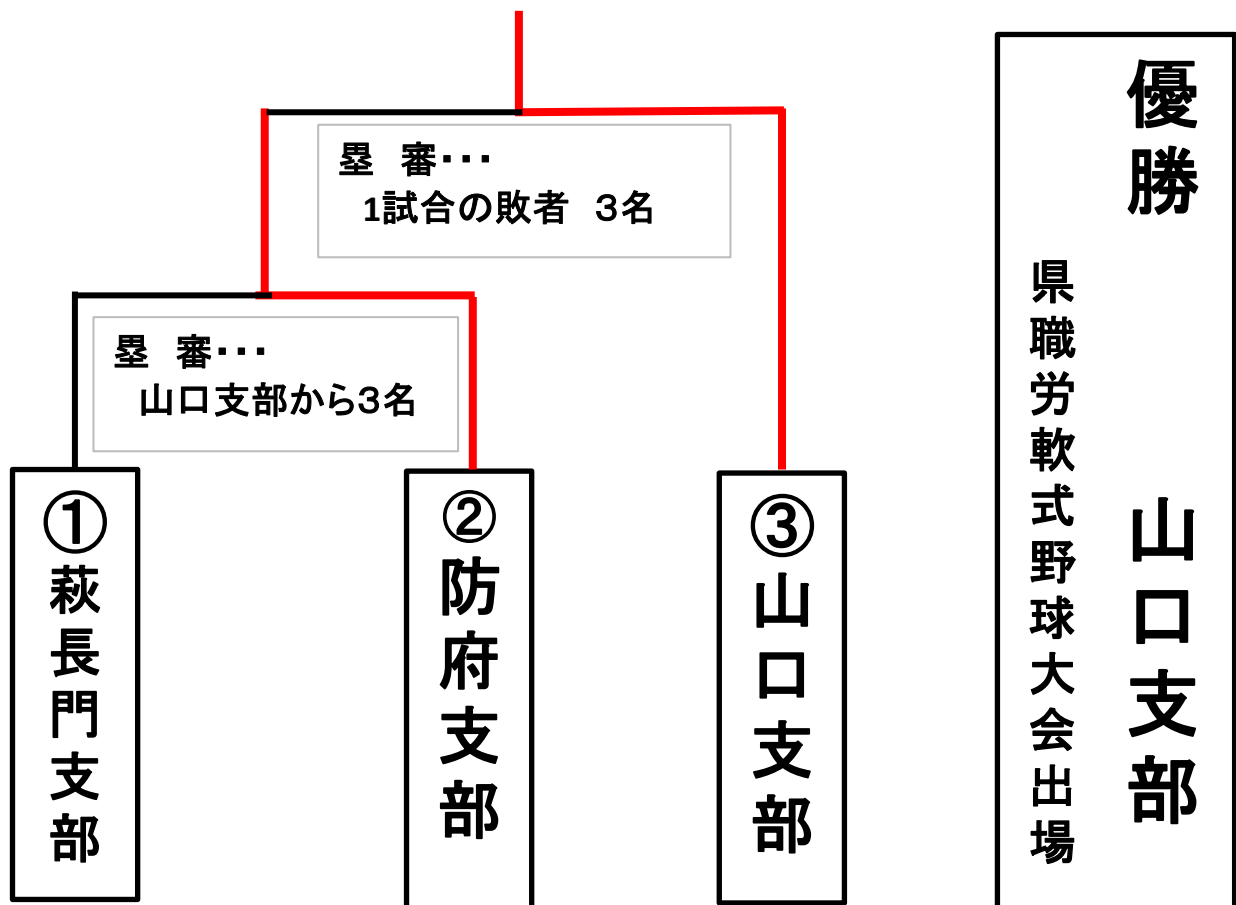 塁　審･･･
1試合の敗者　３名
塁　審･･･
山口支部から３名
①萩長門支部
②防府支部
③山口支部
優勝　山口支部
県職労軟式野球大会出場